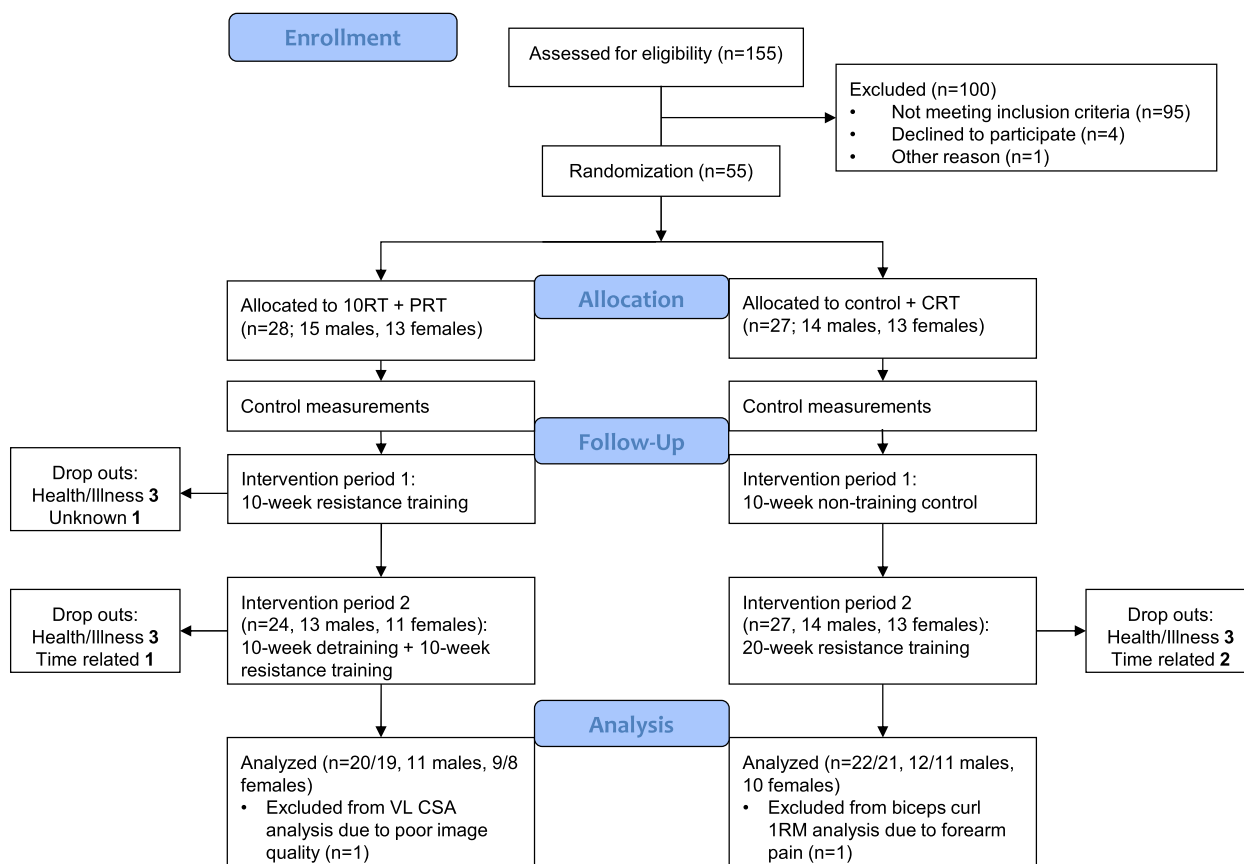 Enrollment
Assessed for eligibility (n=155)
Excluded (n=100)
• Not meeting inclusion criteria (n=95)
• Declined to participate (n=4)
• Other reason (n=1)
Randomization (n=55)
Allocation
Allocated to 10RT + PRT
(n=28; 15 males, 13 females)
Allocated to control + CRT
(n=27; 14 males, 13 females)
Control measurements
Control measurements
Follow-Up
Drop outs:
Health/Illness 3
Unknown 1
Intervention period 1:
10-week resistance training
Intervention period 1:
10-week non-training control
Drop outs:
Health/Illness 3
Time related 1
Intervention period 2
(n=24, 13 males, 11 females):
10-week detraining + 10-week
resistance training
Intervention period 2
(n=27, 14 males, 13 females):
20-week resistance training
Drop outs:
Health/Illness 3
Time related 2
Analysis
Analyzed (n=20/19, 11 males, 9/8
females)
• Excluded from VL CSA
analysis due to poor image
quality (n=1)
Analyzed (n=22/21, 12/11 males,
10 females)
• Excluded from biceps curl
1RM analysis due to forearm
pain (n=1)